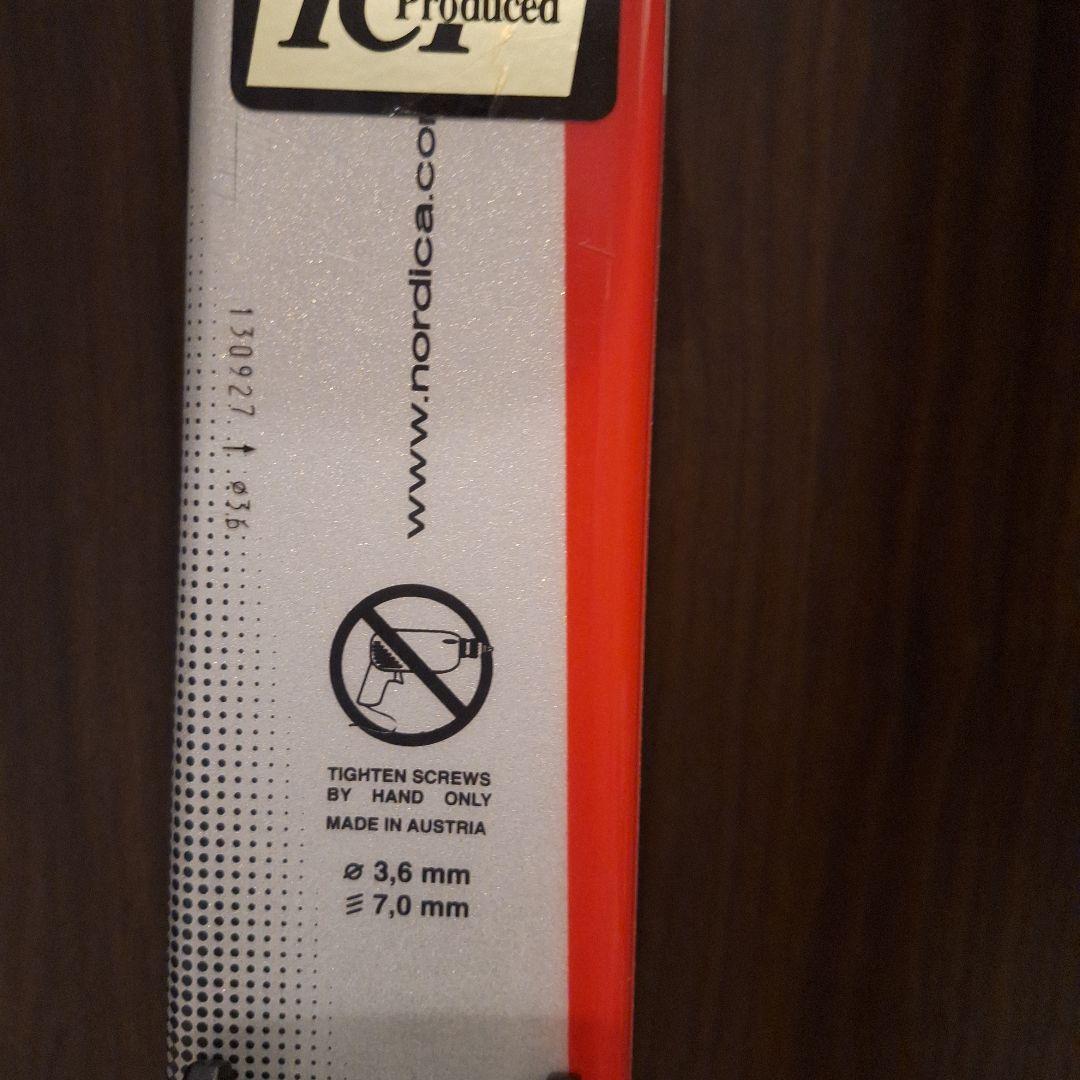 Produced
www.nordica.co
130927 ↑ ø3,6
TIGHTEN SCREWS
BY HAND ONLY
MADE IN AUSTRIA
⌀ 3,6 mm
7,0 mm